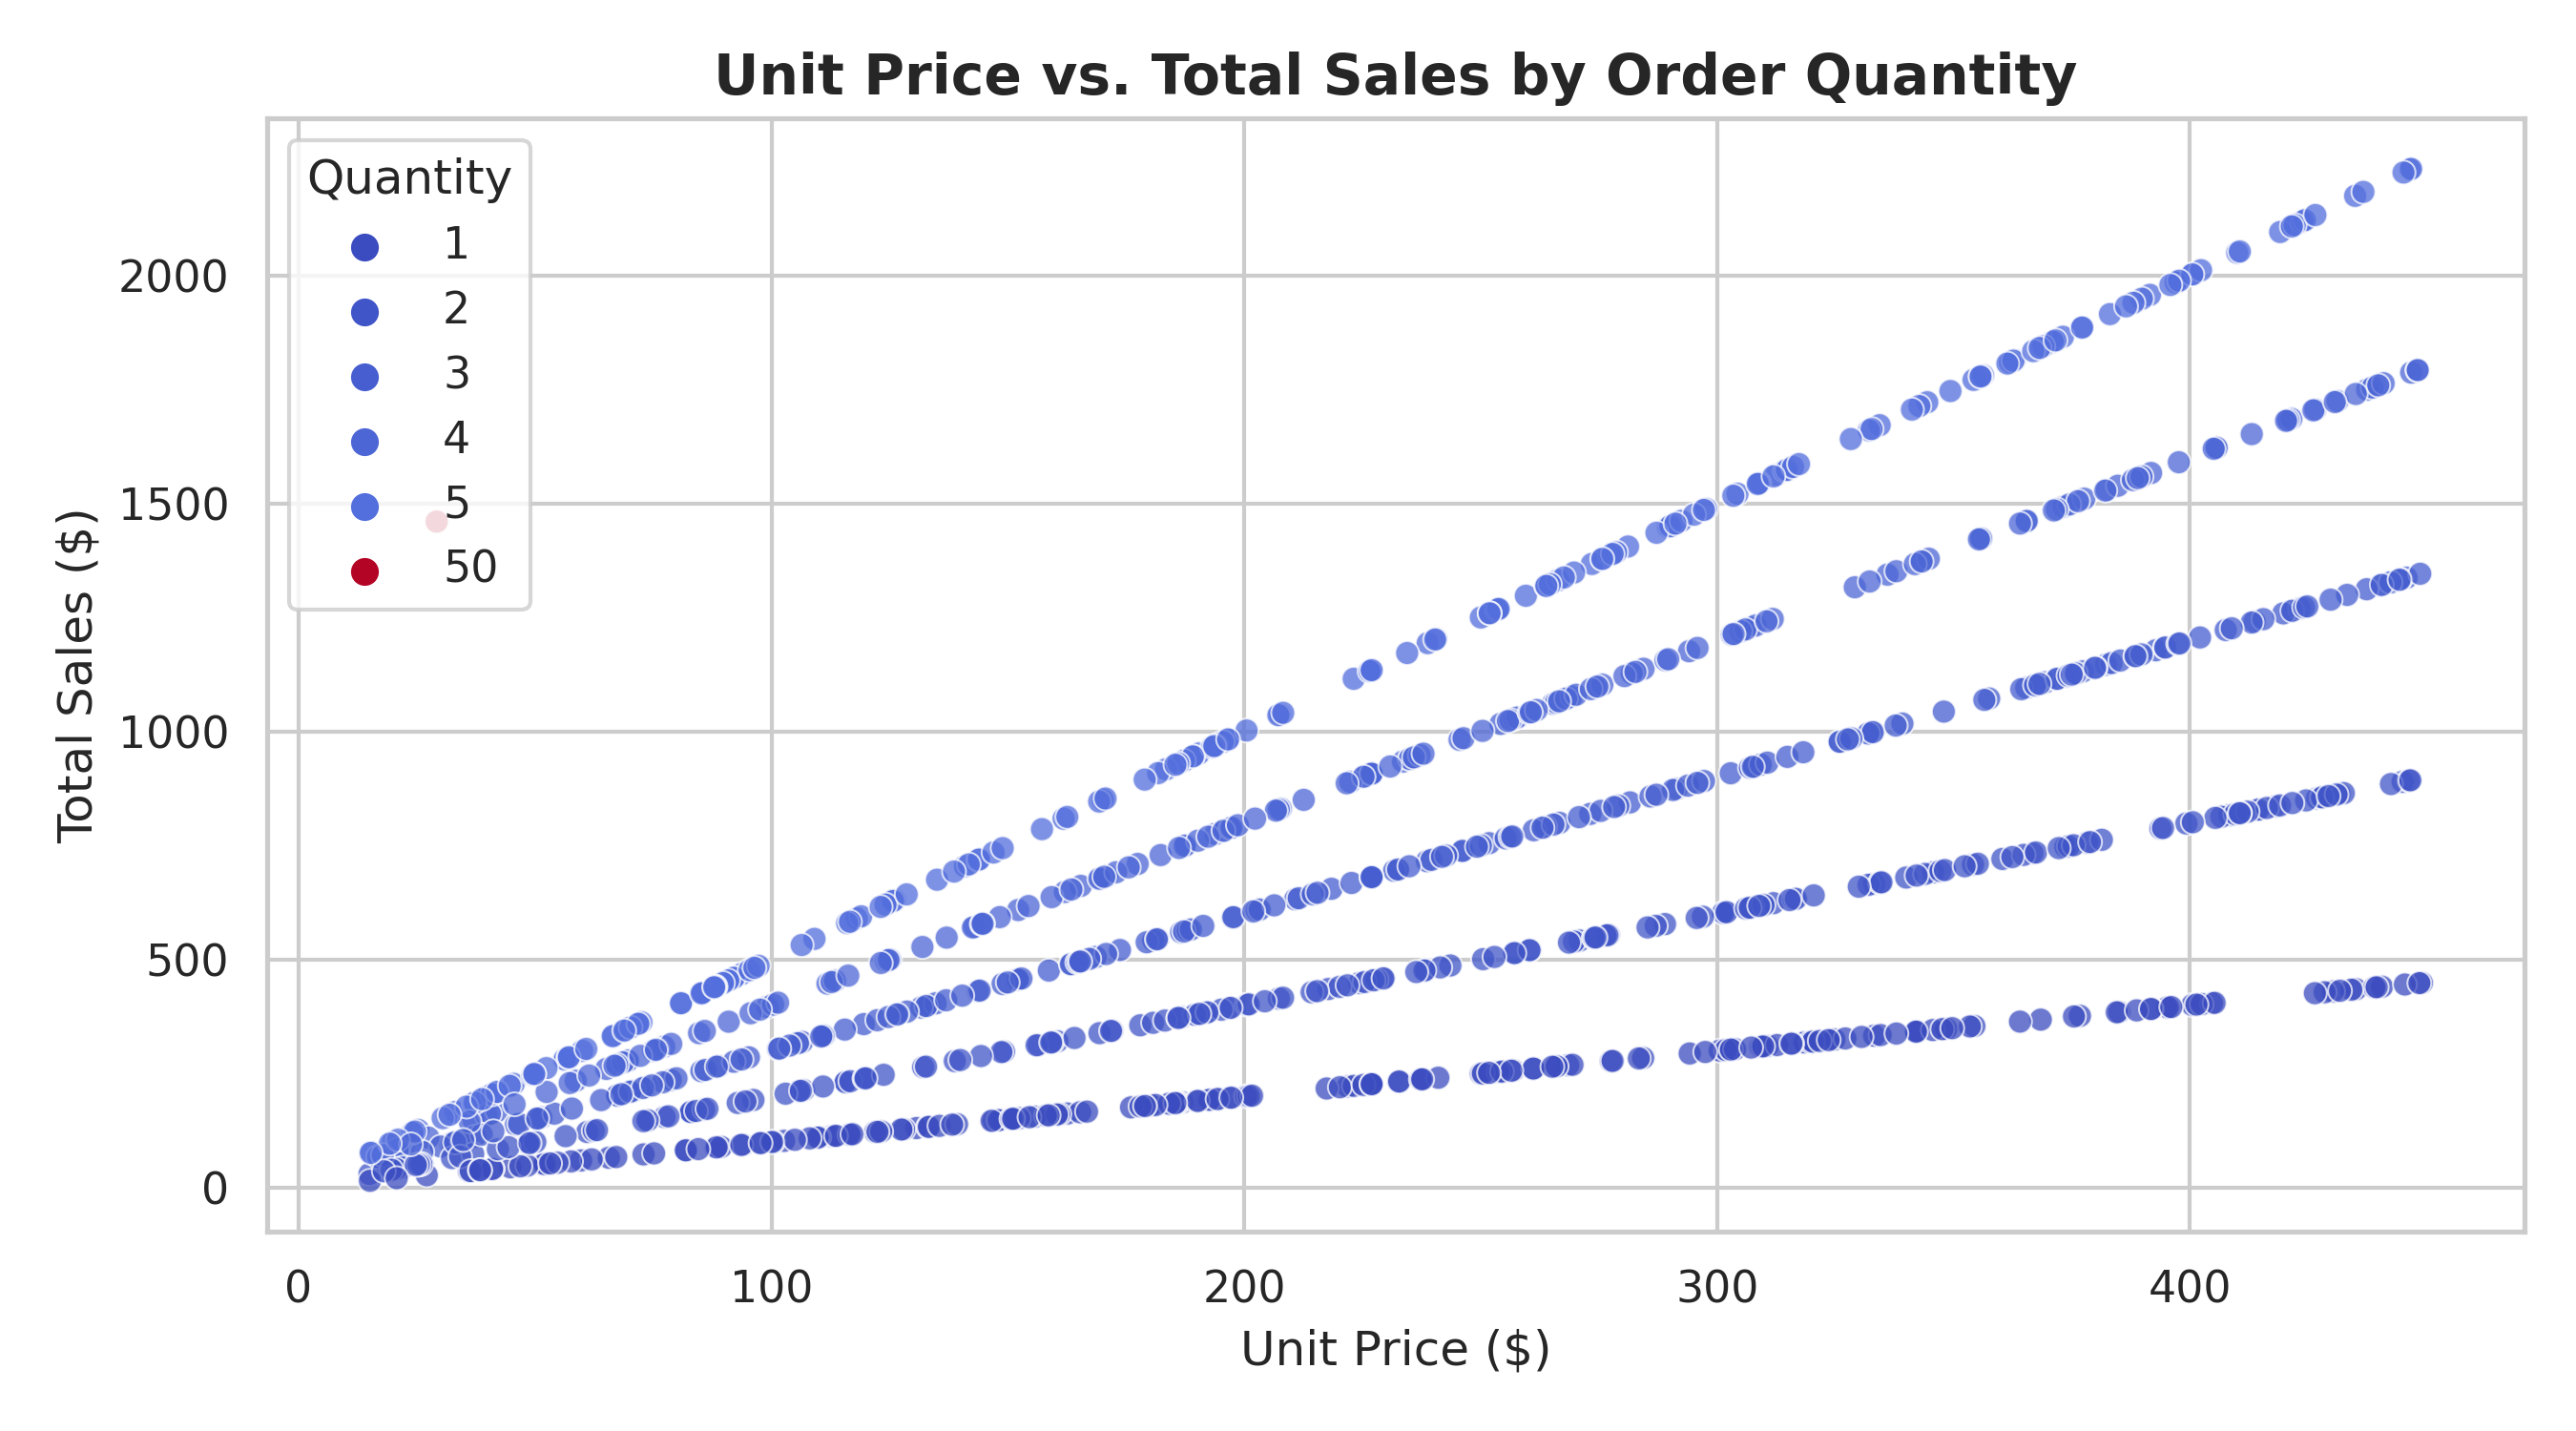 Unit Price vs. Total Sales by Order Quantity
Quantity
1
2
3
4
5
50
Total Sales ($)
2000
1500
1000
500
0
0 100 200 300 400
Unit Price ($)